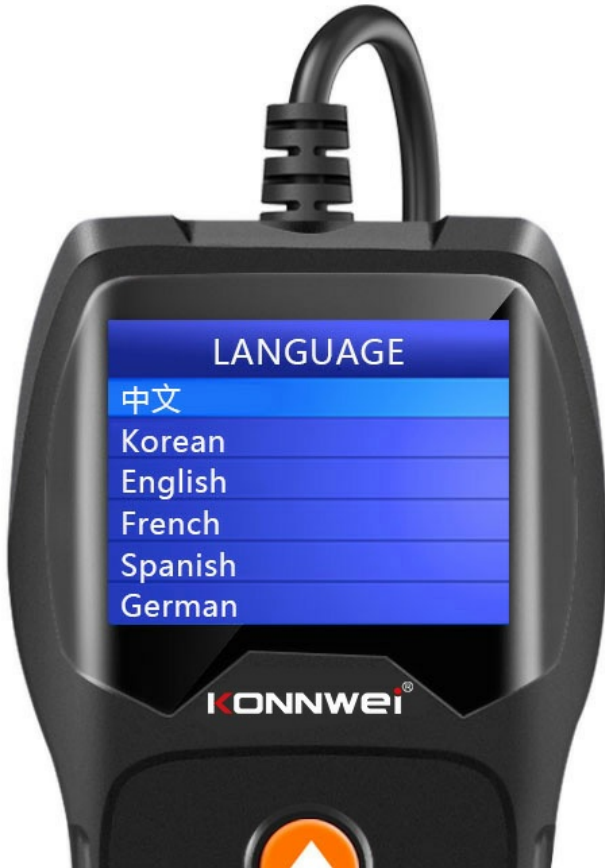 LANGUAGE
中文
Korean
English
French
Spanish
German
KONNWEI®